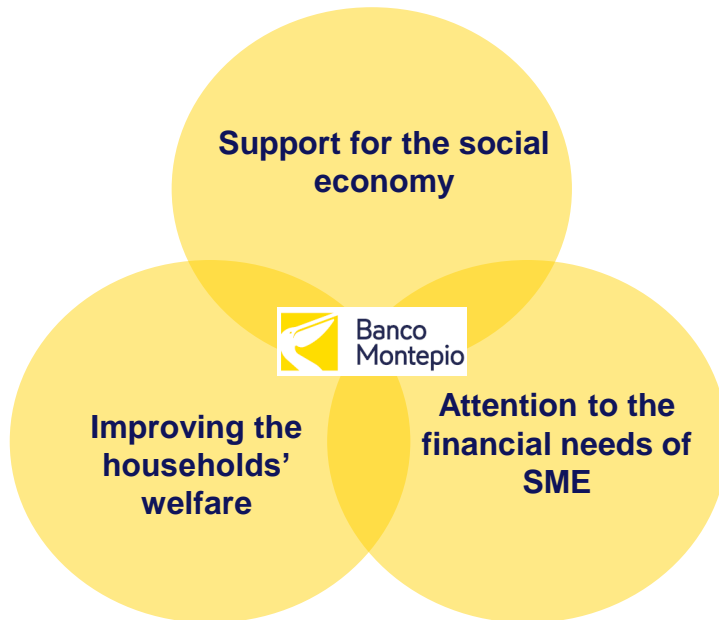 Support for the social
economy
Banco
Montepio
Improving the
households’
welfare
Attention to the
financial needs of
SME